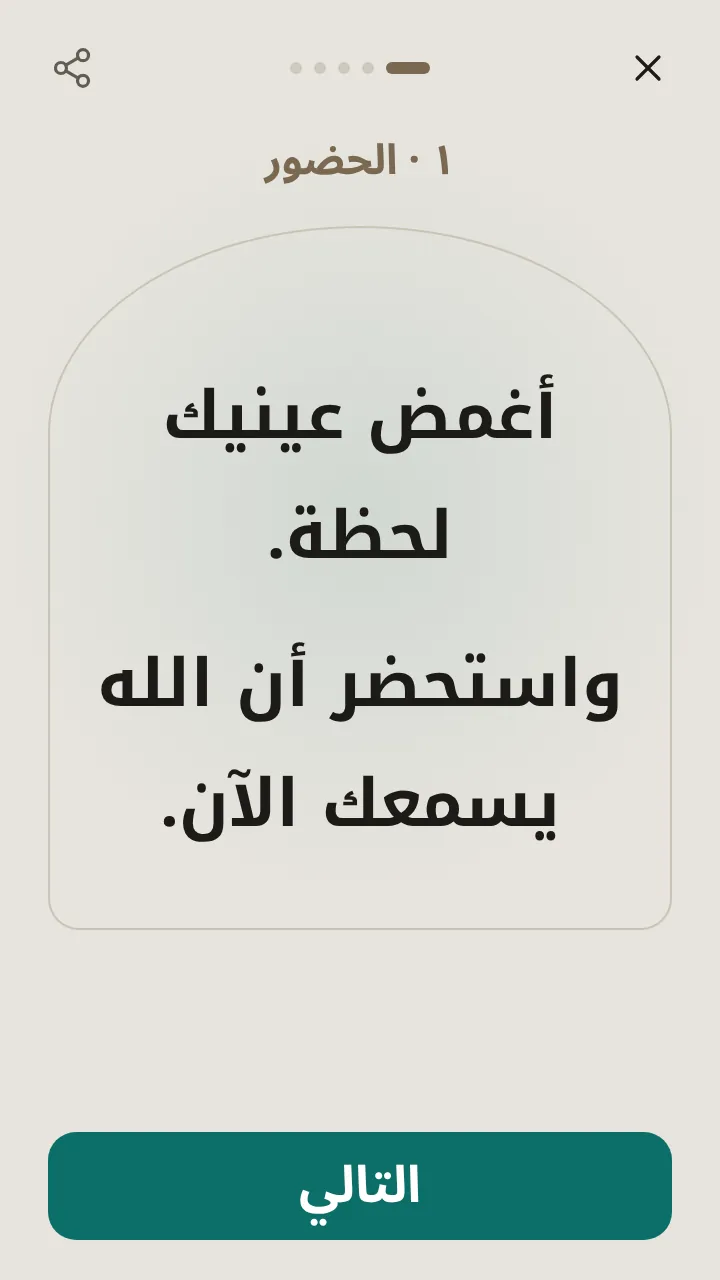 ١ · الحضور
أغمض عينيك
لحظة.
واستحضر أن الله
يسمعك الآن.
التالي